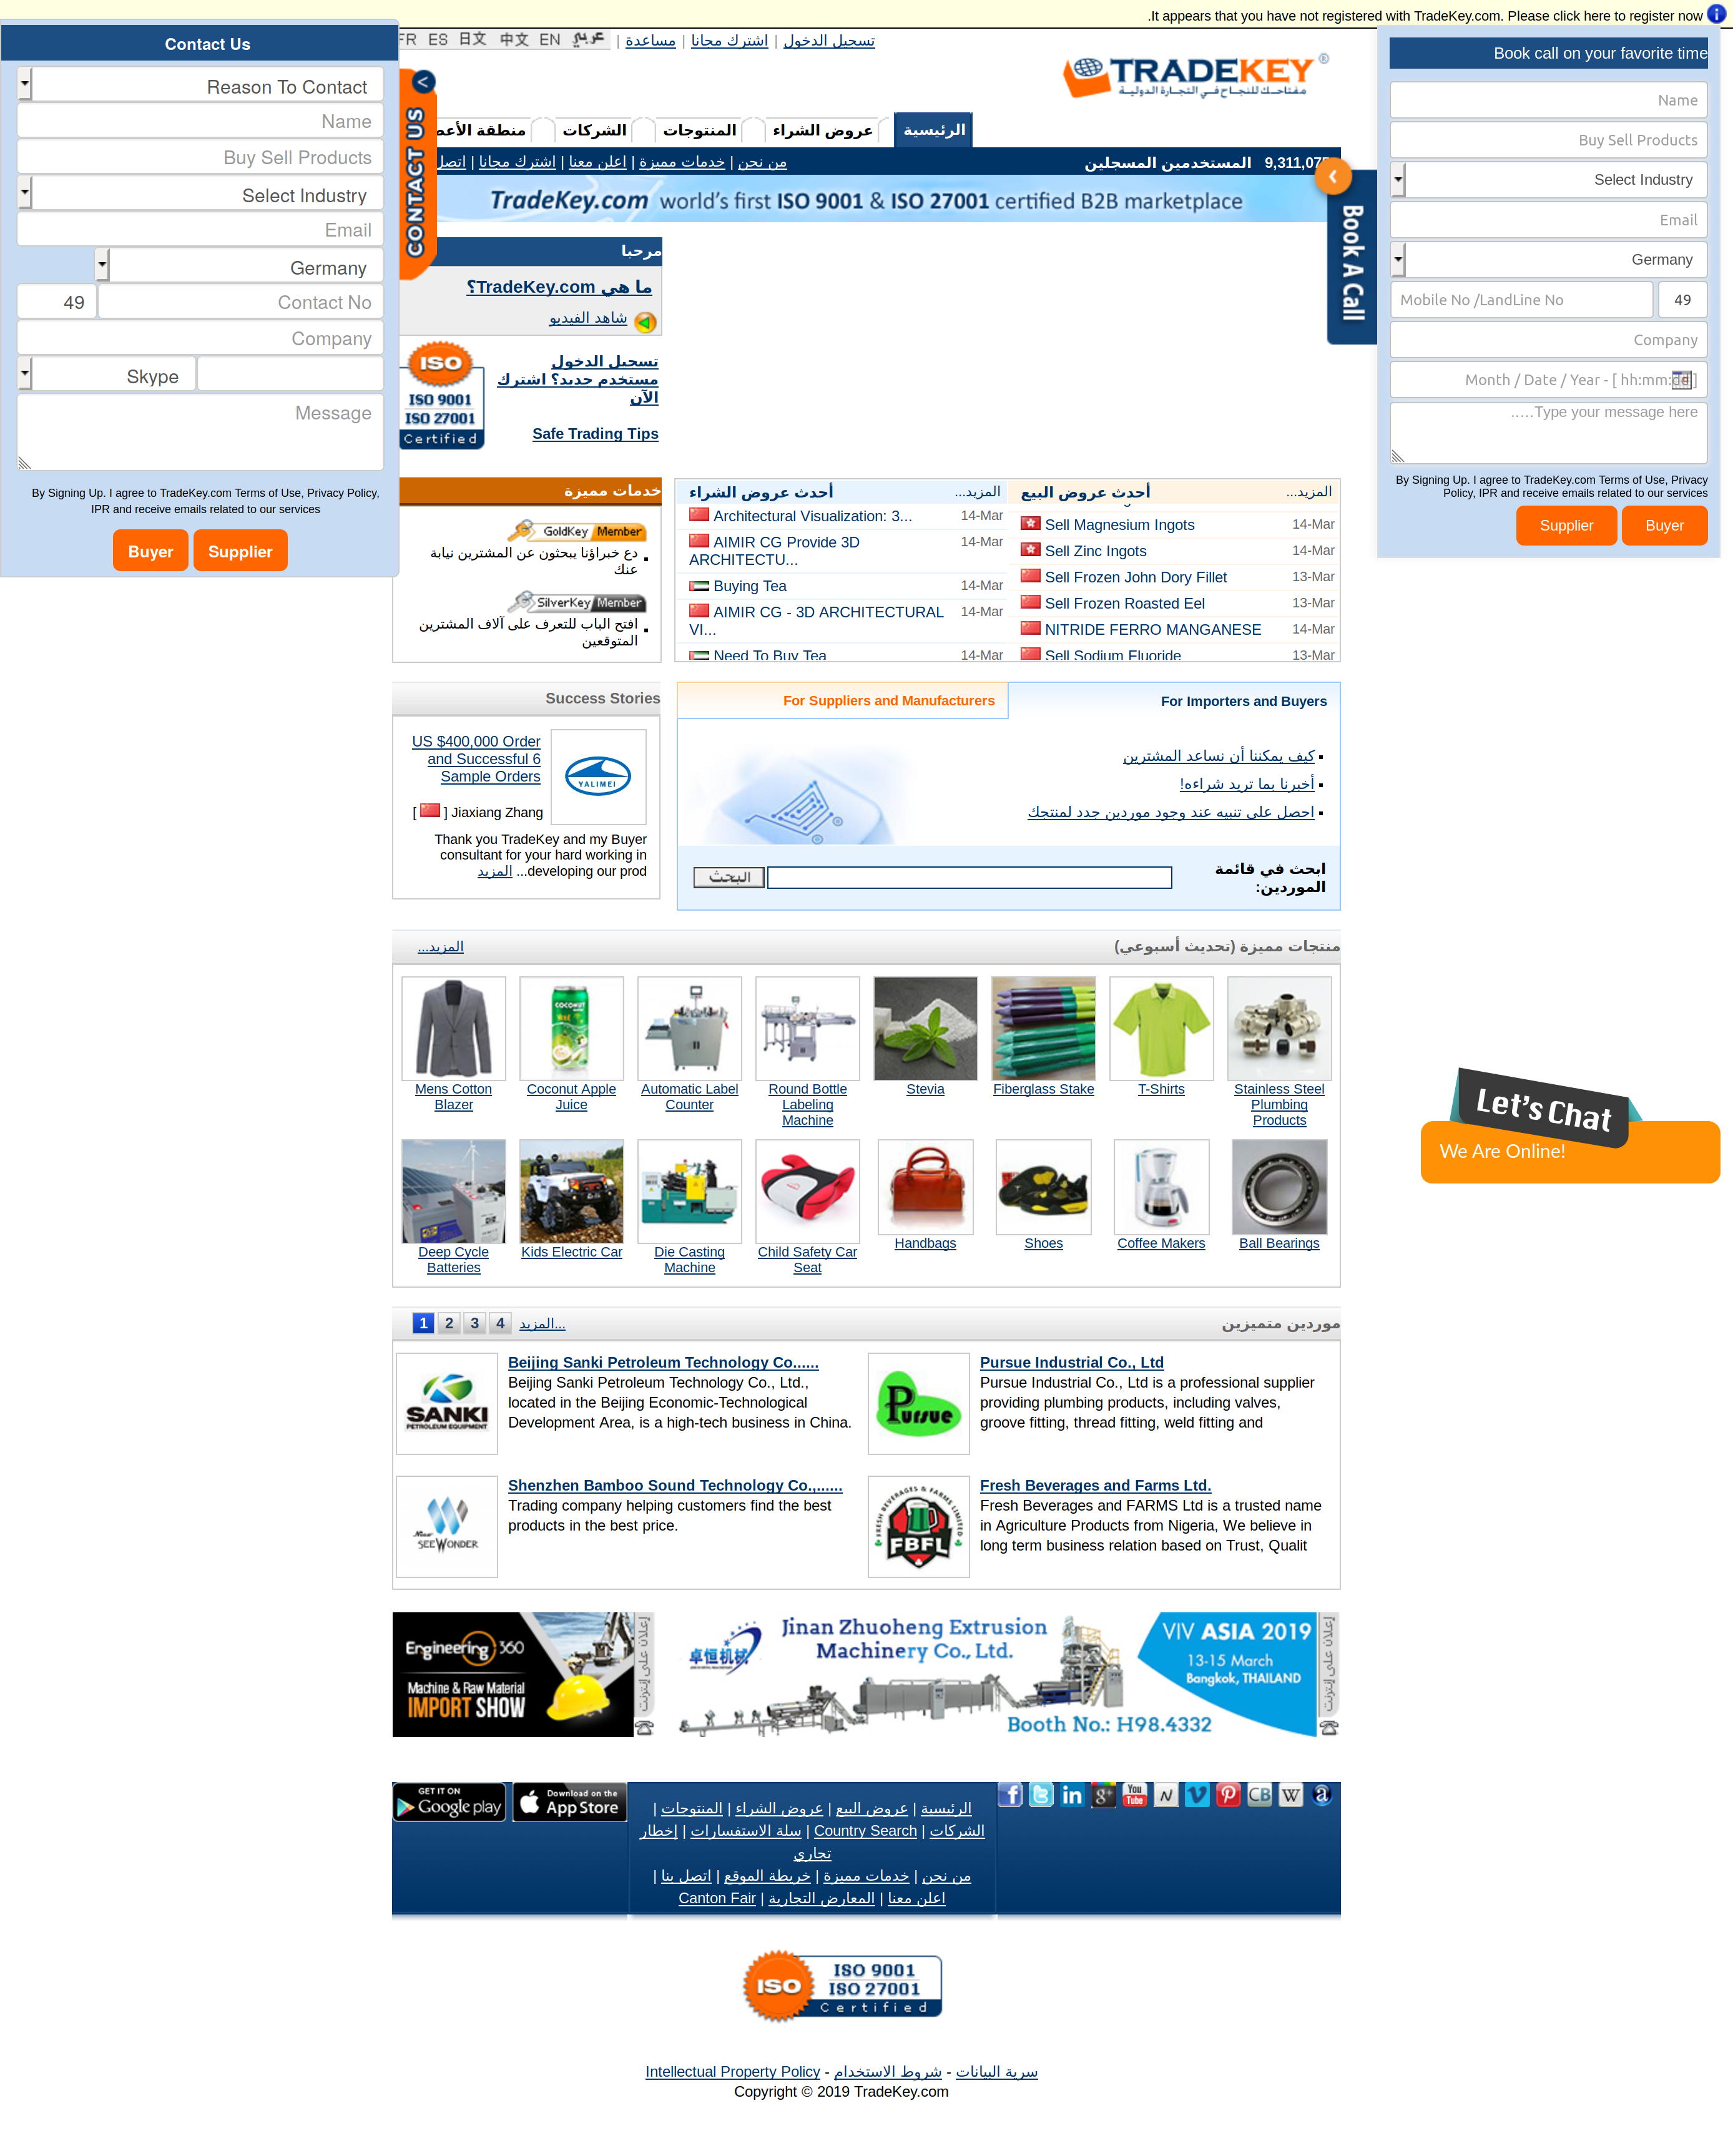 It appears that you have not registered with TradeKey.com. Please click here to register now.
Contact Us
Reason To Contact
Name
Buy Sell Products
Select Industry
Email
Germany
49
Contact No
Company
Skype
Message
By Signing Up. I agree to TradeKey.com Terms of Use, Privacy Policy,
IPR and receive emails related to our services
Buyer
Supplier
CONTACT US
تسجيل الدخول | اشترك مجانا | مساعدة | عربي EN 中文 日文 ES FR
TRADEKEY ®
مفتاحك للنجاح في التجارة الدولية
الرئيسية
عروض الشراء
المنتوجات
الشركات
منطقة
9,311,07
المستخدمين المسجلين
من نحن | خدمات مميزة | اعلن معنا | اشترك مجانا |
TradeKey.com world's first ISO 9001 & ISO 27001 certified B2B marketplace
Book call on your favorite time
Name
Buy Sell Products
Select Industry
Email
Germany
Mobile No /LandLine No
49
Company
Month / Date / Year - [ hh:mm:dd ]
Type your message here.....
By Signing Up. I agree to TradeKey.com Terms of Use, Privacy
Policy, IPR and receive emails related to our services
Supplier
Buyer
Book A Call
مرحبا
ما هي TradeKey.com؟
شاهد الفيديو
ISO
ISO 9001
ISO 27001
Certified
تسجيل الدخول
مستخدم جديد؟ اشترك
الآن
Safe Trading Tips
خدمات مميزة
GoldKey Member
دع خبراؤنا يبحثون عن المشترين نيابة
عنك
SilverKey Member
افتح الباب للتعرف على آلاف المشترين
المتوقعين
أحدث عروض البيع
المزيد...
Sell Magnesium Ingots 14-Mar
Sell Zinc Ingots 14-Mar
Sell Frozen John Dory Fillet 13-Mar
Sell Frozen Roasted Eel 13-Mar
NITRIDE FERRO MANGANESE 14-Mar
Sell Sodium Fluoride 13-Mar
أحدث عروض الشراء
المزيد...
Architectural Visualization: 3... 14-Mar
AIMIR CG Provide 3D 14-Mar
ARCHITECTU...
Buying Tea 14-Mar
AIMIR CG - 3D ARCHITECTURAL 14-Mar
VI...
Need To Buy Tea 14-Mar
Success Stories
US $400,000 Order
and Successful 6
Sample Orders
YALIMEI
[ ] Jiaxiang Zhang
Thank you TradeKey and my Buyer
consultant for your hard working in
developing our prod... المزيد
For Importers and Buyers
For Suppliers and Manufacturers
كيف يمكننا أن نساعد المشترين
أخبرنا بما تريد شراءه!
احصل على تنبيه عند وجود موردين جدد لمنتجك
ابحث في قائمة
الموردين:
البحث
منتجات مميزة (تحديث أسبوعي)
المزيد...
Mens Cotton
Blazer
Coconut Apple
Juice
Automatic Label
Counter
Round Bottle
Labeling
Machine
Stevia
Fiberglass Stake
T-Shirts
Stainless Steel
Plumbing
Products
Deep Cycle
Batteries
Kids Electric Car
Die Casting
Machine
Child Safety Car
Seat
Handbags
Shoes
Coffee Makers
Ball Bearings
Let's Chat
We Are Online!
موردين متميزين
1 2 3 4 المزيد...
SANKI
PETROLEUM EQUIPMENT
Beijing Sanki Petroleum Technology Co......
Beijing Sanki Petroleum Technology Co., Ltd.,
located in the Beijing Economic-Technological
Development Area, is a high-tech business in China.
Pursue
Pursue Industrial Co., Ltd
Pursue Industrial Co., Ltd is a professional supplier
providing plumbing products, including valves,
groove fitting, thread fitting, weld fitting and
SEEWONDER
Shenzhen Bamboo Sound Technology Co.,......
Trading company helping customers find the best
products in the best price.
FRESH BEVERAGES & FARMS LIMITED
FBFL
Fresh Beverages and Farms Ltd.
Fresh Beverages and FARMS Ltd is a trusted name
in Agriculture Products from Nigeria, We believe in
long term business relation based on Trust, Qualit
Engineering 360
Machine & Raw Material
IMPORT SHOW
إعلان على إنترنت
卓恒机械
Jinan Zhuoheng Extrusion
Machinery Co., Ltd.
VIV ASIA 2019
13-15 March
Bangkok, THAILAND
Booth No.: H98.4332
إعلان على إنترنت
GET IT ON
Google play
Download on the
App Store
الرئيسية | عروض البيع | عروض الشراء | المنتوجات |
الشركات | Country Search | سلة الاستفسارات | إخطار
تجاري
من نحن | خدمات مميزة | خريطة الموقع | اتصل بنا |
اعلن معنا | المعارض التجارية | Canton Fair
ISO
ISO 9001
ISO 27001
Certified
سرية البيانات - شروط الاستخدام - Intellectual Property Policy
Copyright © 2019 TradeKey.com